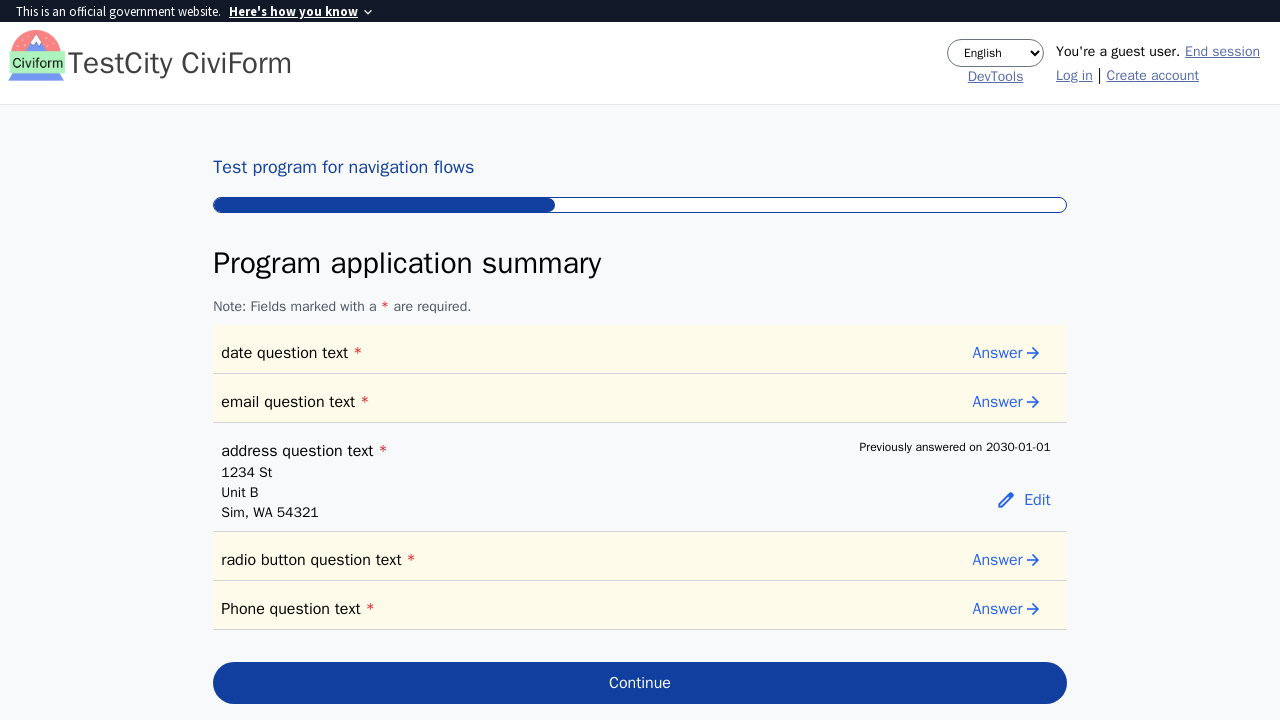 This is an official government website. Here's how you know
Civiform
TestCity CiviForm
English
DevTools
You're a guest user. End session
Log in | Create account
Test program for navigation flows
Program application summary
Note: Fields marked with a * are required.
date question text *
Answer
email question text *
Answer
address question text *
Previously answered on 2030-01-01
1234 St
Unit B
Sim, WA 54321
Edit
radio button question text *
Answer
Phone question text *
Answer
Continue